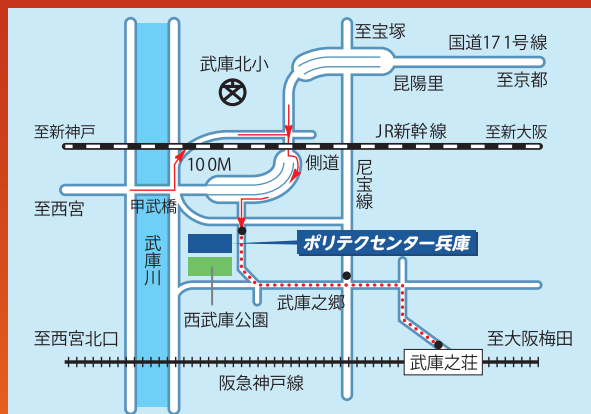 至宝塚
国道171号線
武庫北小
昆陽里
至京都
至新神戸
JR新幹線
至新大阪
100M
側道
尼宝線
至西宮
甲武橋
武庫川
ポリテクセンター兵庫
武庫之郷
西武庫公園
至西宮北口
至大阪梅田
武庫之荘
阪急神戸線